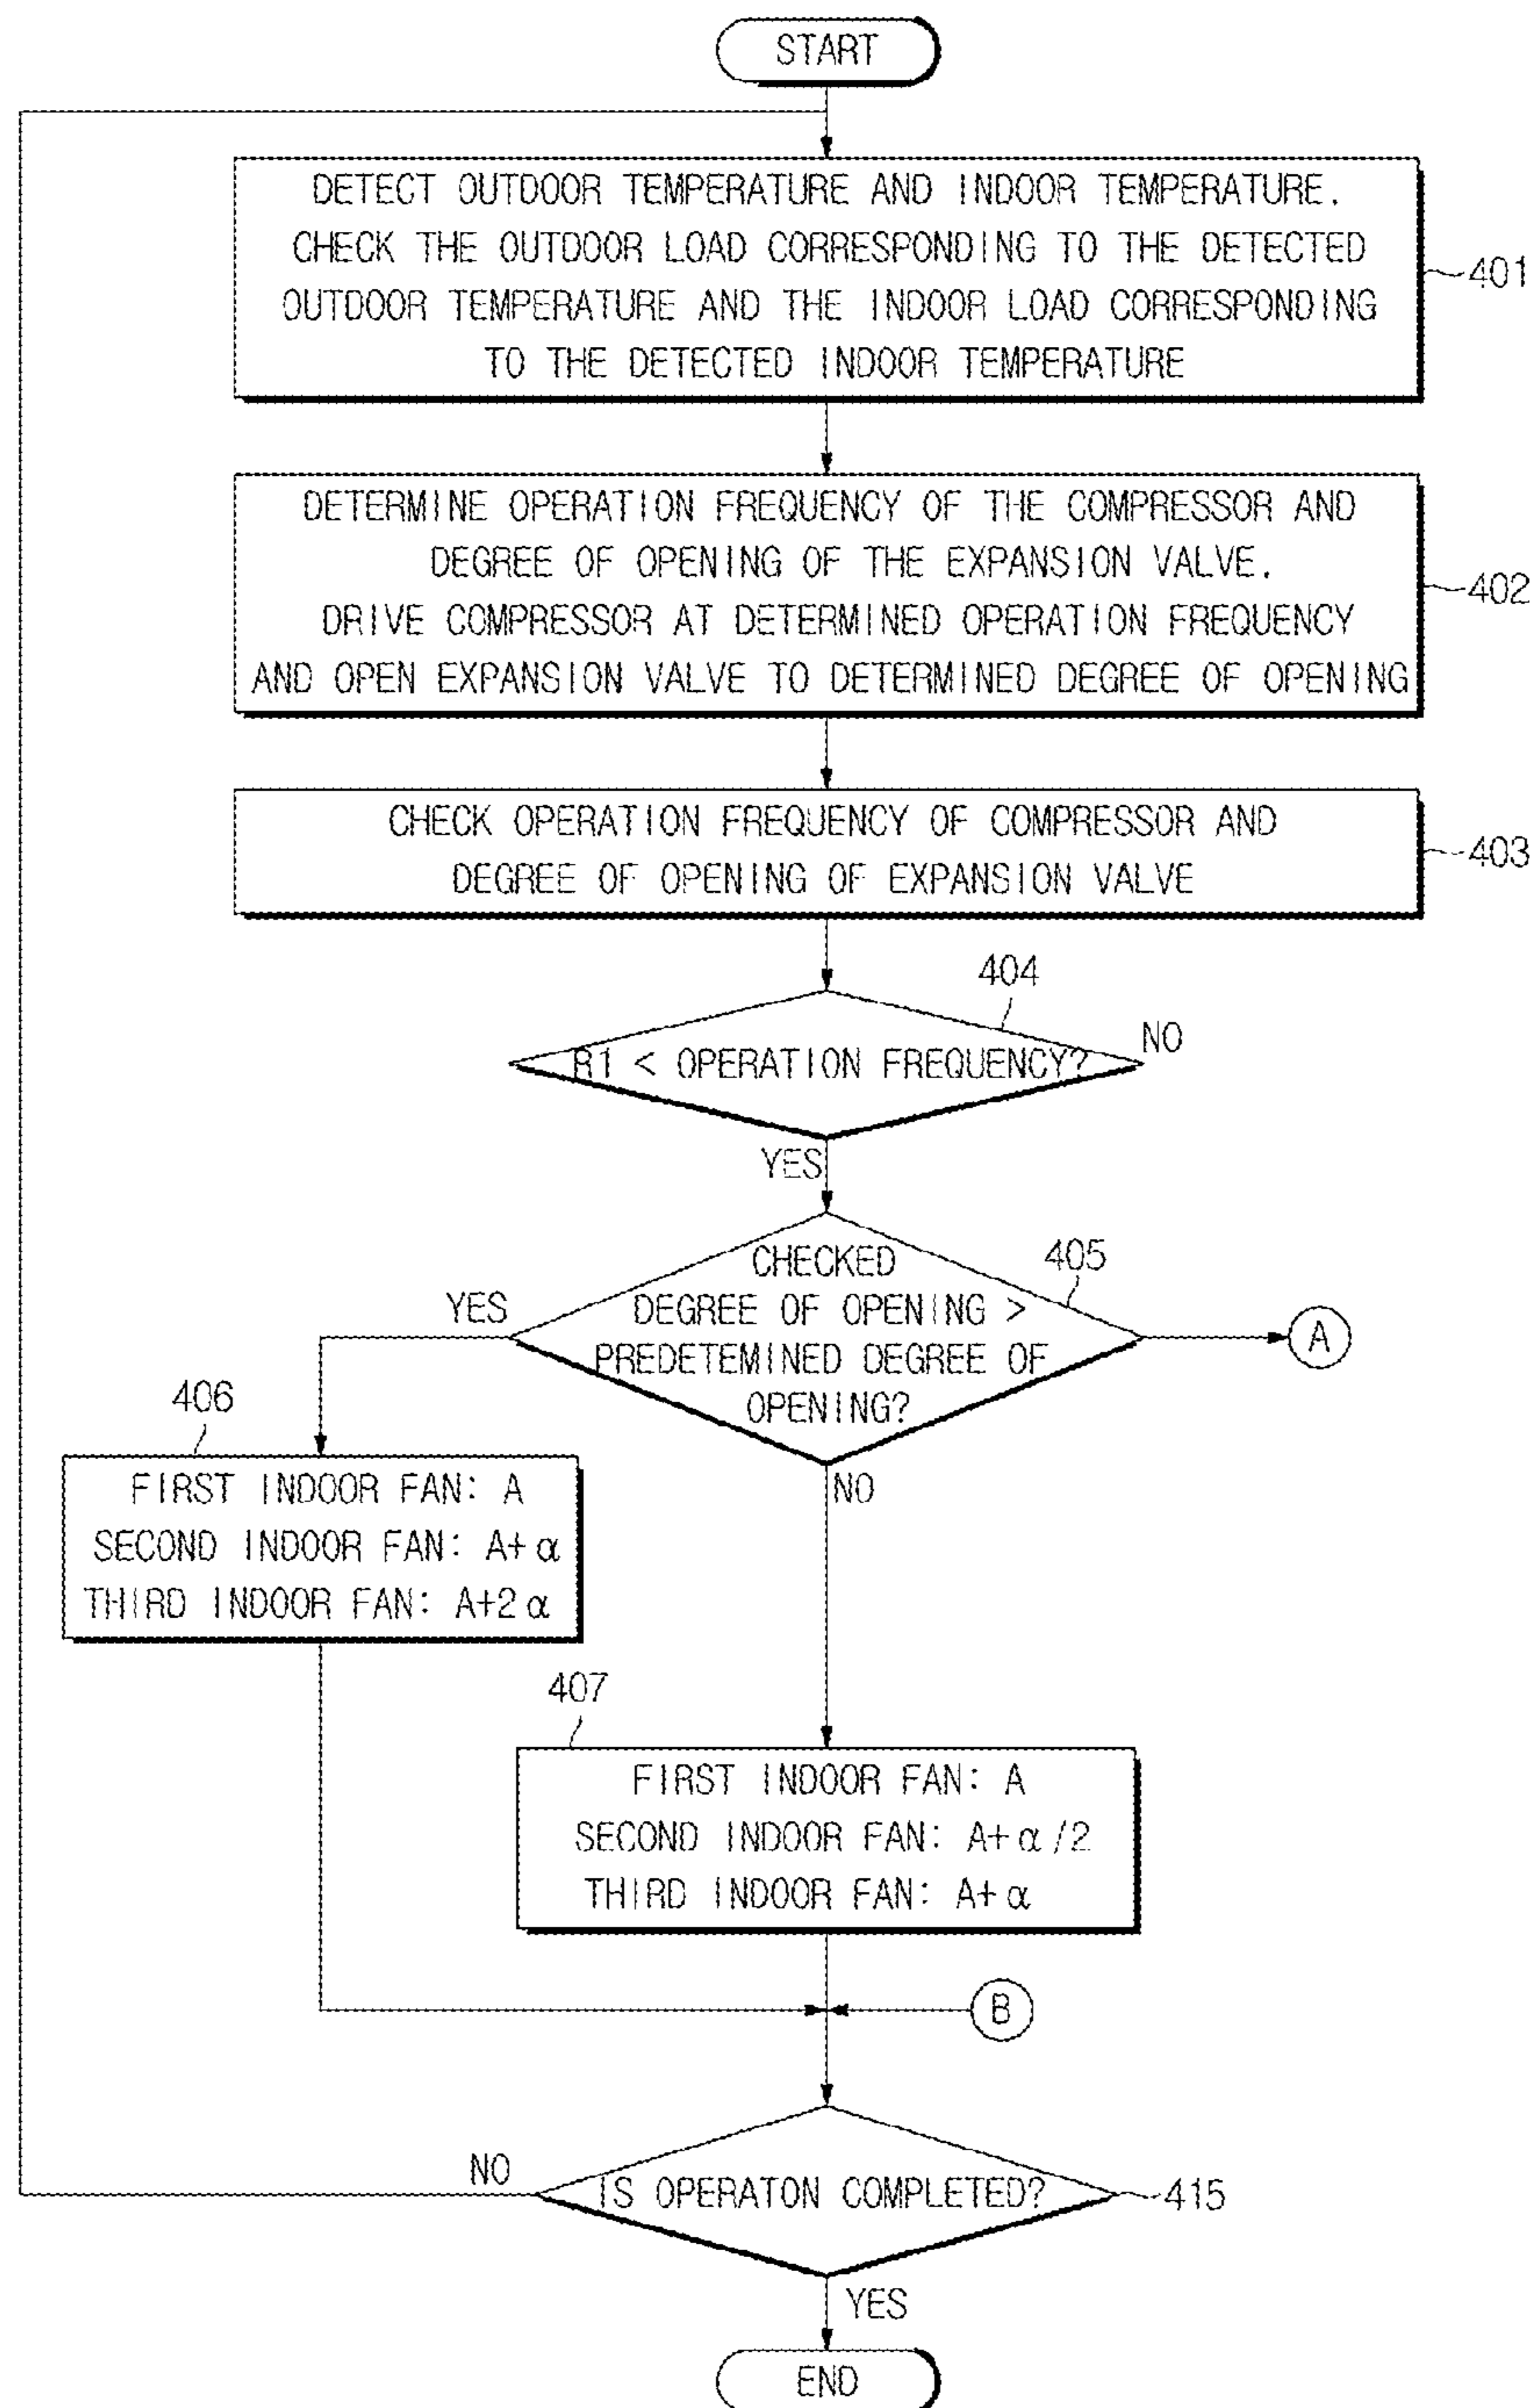 START
DETECT OUTDOOR TEMPERATURE AND INDOOR TEMPERATURE.
CHECK THE OUTDOOR LOAD CORRESPONDING TO THE DETECTED
OUTDOOR TEMPERATURE AND THE INDOOR LOAD CORRESPONDING
TO THE DETECTED INDOOR TEMPERATURE
401
DETERMINE OPERATION FREQUENCY OF THE COMPRESSOR AND
DEGREE OF OPENING OF THE EXPANSION VALVE.
DRIVE COMPRESSOR AT DETERMINED OPERATION FREQUENCY
AND OPEN EXPANSION VALVE TO DETERMINED DEGREE OF OPENING
402
CHECK OPERATION FREQUENCY OF COMPRESSOR AND
DEGREE OF OPENING OF EXPANSION VALVE
403
404
R1 < OPERATION FREQUENCY?
NO
YES
405
CHECKED
DEGREE OF OPENING >
PREDETEMINED DEGREE OF
OPENING?
YES
A
NO
406
FIRST INDOOR FAN: A
SECOND INDOOR FAN: A+α
THIRD INDOOR FAN: A+2α
407
FIRST INDOOR FAN: A
SECOND INDOOR FAN: A+α/2
THIRD INDOOR FAN: A+α
B
NO
IS OPERATON COMPLETED?
415
YES
END